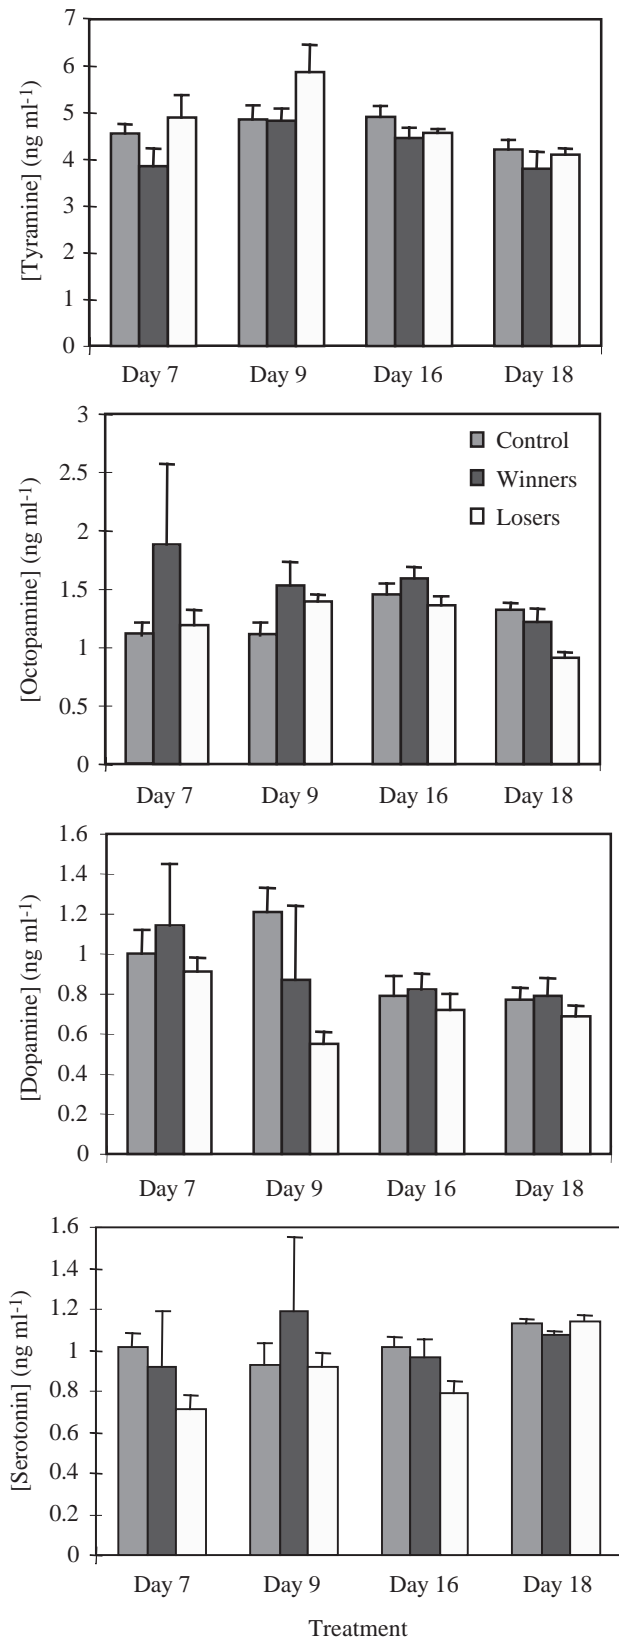 7
6
5
4
3
2
1
0
[Tyramine] (ng ml-1)
Day 7 Day 9 Day 16 Day 18
3
2.5
2
1.5
1
0.5
0
[Octopamine] (ng ml-1)
Control
Winners
Losers
Day 7 Day 9 Day 16 Day 18
1.6
1.4
1.2
1
0.8
0.6
0.4
0.2
0
[Dopamine] (ng ml-1)
Day 7 Day 9 Day 16 Day 18
1.6
1.4
1.2
1
0.8
0.6
0.4
0.2
0
[Serotonin] (ng ml-1)
Day 7 Day 9 Day 16 Day 18
Treatment